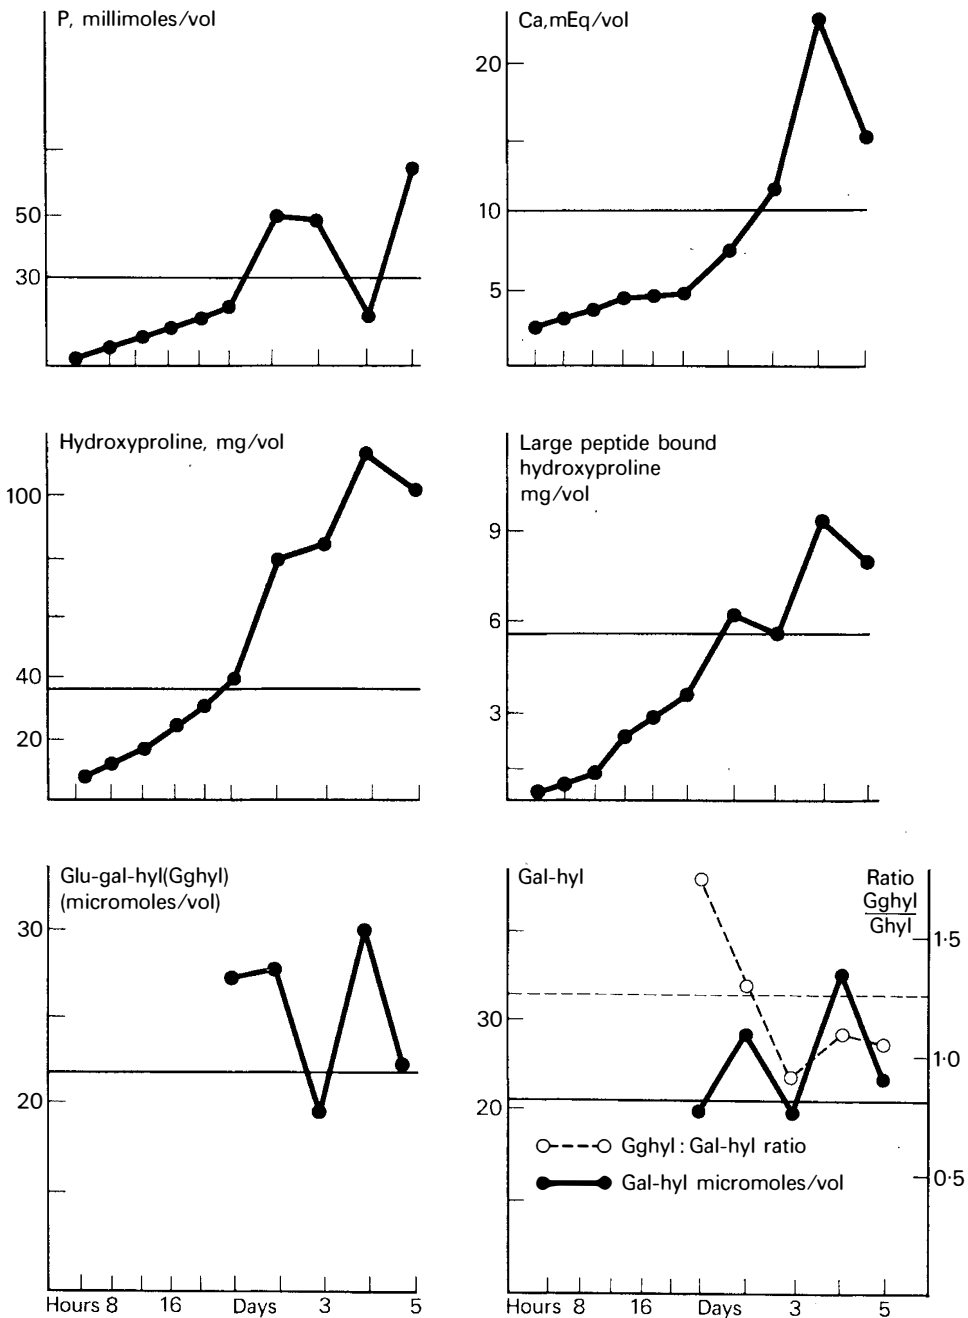 P, millimoles/vol
50
30
Ca,mEq/vol
20
10
5
Hydroxyproline, mg/vol
100
40
20
Large peptide bound
hydroxyproline
mg/vol
9
6
3
Glu-gal-hyl(Gghyl)
(micromoles/vol)
30
20
Hours 8 16 Days 3 5
Gal-hyl
Ratio
Gghyl
Ghyl
1·5
30
1·0
20
Gghyl : Gal-hyl ratio
0·5
Gal-hyl micromoles/vol
Hours 8 16 Days 3 5